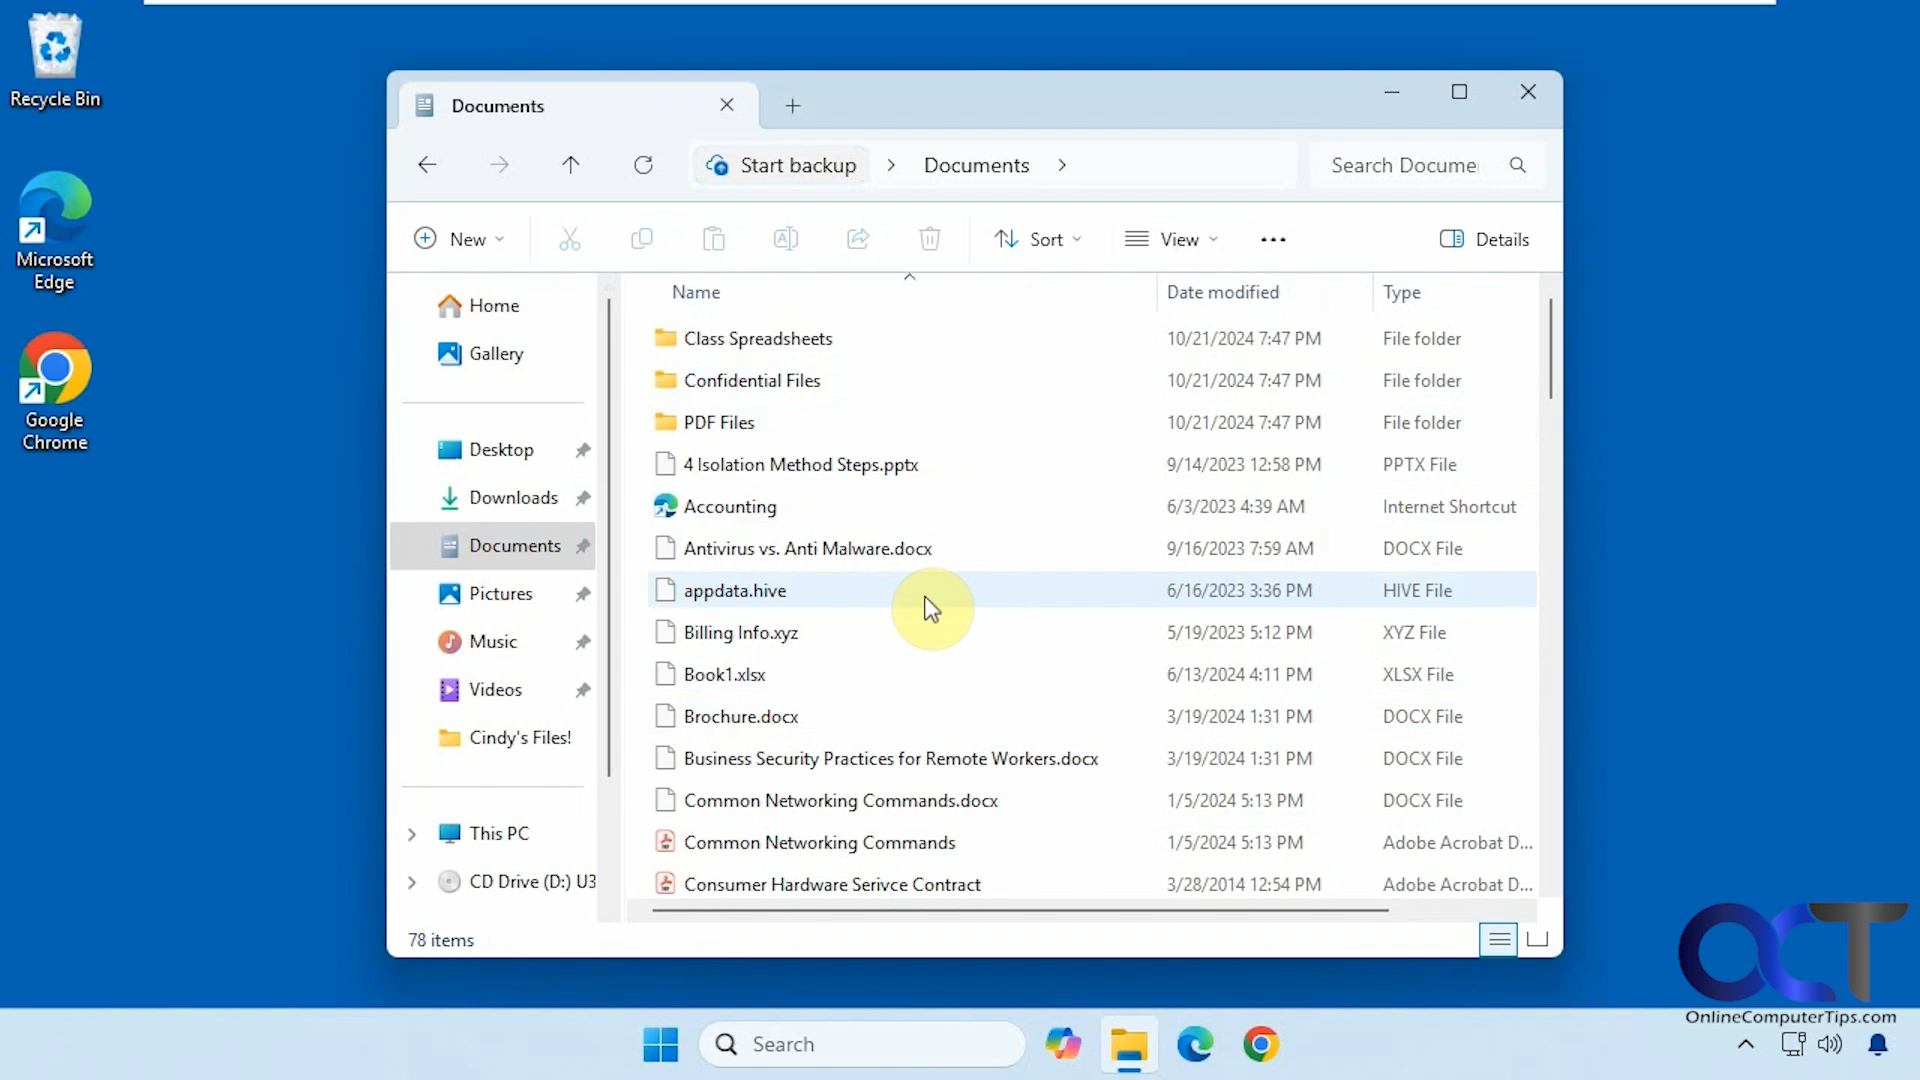 Recycle Bin
Microsoft
Edge
Google
Chrome
Documents
Start backup
Documents
Search Docume
New
Sort
View
Details
Home
Gallery
Desktop
Downloads
Documents
Pictures
Music
Videos
Cindy's Files!
This PC
CD Drive (D:) U3
Name Date modified Type
Class Spreadsheets 10/21/2024 7:47 PM File folder
Confidential Files 10/21/2024 7:47 PM File folder
PDF Files 10/21/2024 7:47 PM File folder
4 Isolation Method Steps.pptx 9/14/2023 12:58 PM PPTX File
Accounting 6/3/2023 4:39 AM Internet Shortcut
Antivirus vs. Anti Malware.docx 9/16/2023 7:59 AM DOCX File
appdata.hive 6/16/2023 3:36 PM HIVE File
Billing Info.xyz 5/19/2023 5:12 PM XYZ File
Book1.xlsx 6/13/2024 4:11 PM XLSX File
Brochure.docx 3/19/2024 1:31 PM DOCX File
Business Security Practices for Remote Workers.docx 3/19/2024 1:31 PM DOCX File
Common Networking Commands.docx 1/5/2024 5:13 PM DOCX File
Common Networking Commands 1/5/2024 5:13 PM Adobe Acrobat D...
Consumer Hardware Serivce Contract 3/28/2014 12:54 PM Adobe Acrobat D...
78 items
OCT
OnlineComputerTips.com
Search